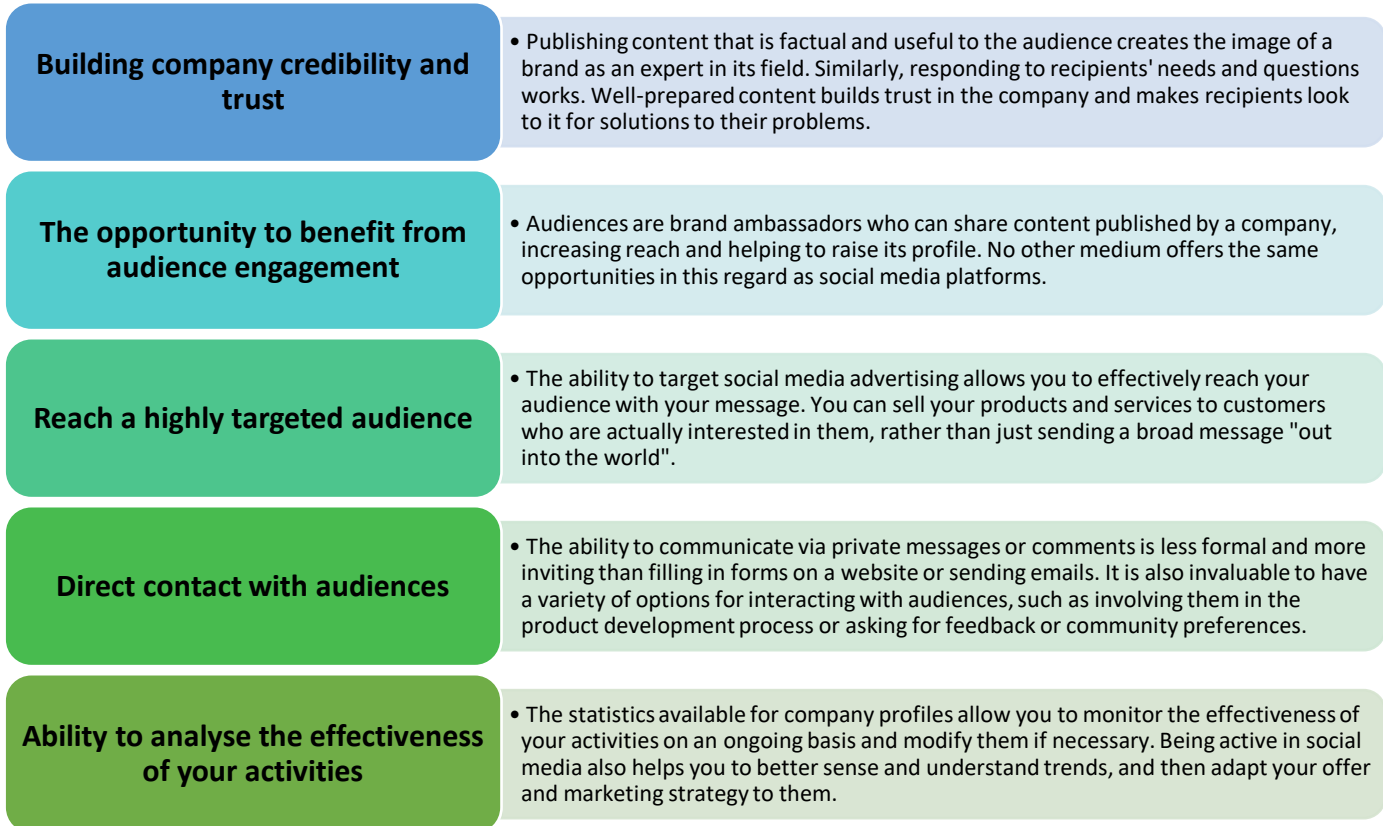 Building company credibility and
trust
• Publishing content that is factual and useful to the audience creates the image of a
brand as an expert in its field. Similarly, responding to recipients' needs and questions
works. Well-prepared content builds trust in the company and makes recipients look
to it for solutions to their problems.
The opportunity to benefit from
audience engagement
• Audiences are brand ambassadors who can share content published by a company,
increasing reach and helping to raise its profile. No other medium offers the same
opportunities in this regard as social media platforms.
Reach a highly targeted audience
• The ability to target social media advertising allows you to effectively reach your
audience with your message. You can sell your products and services to customers
who are actually interested in them, rather than just sending a broad message "out
into the world".
Direct contact with audiences
• The ability to communicate via private messages or comments is less formal and more
inviting than filling in forms on a website or sending emails. It is also invaluable to have
a variety of options for interacting with audiences, such as involving them in the
product development process or asking for feedback or community preferences.
Ability to analyse the effectiveness
of your activities
• The statistics available for company profiles allow you to monitor the effectiveness of
your activities on an ongoing basis and modify them if necessary. Being active in social
media also helps you to better sense and understand trends, and then adapt your offer
and marketing strategy to them.